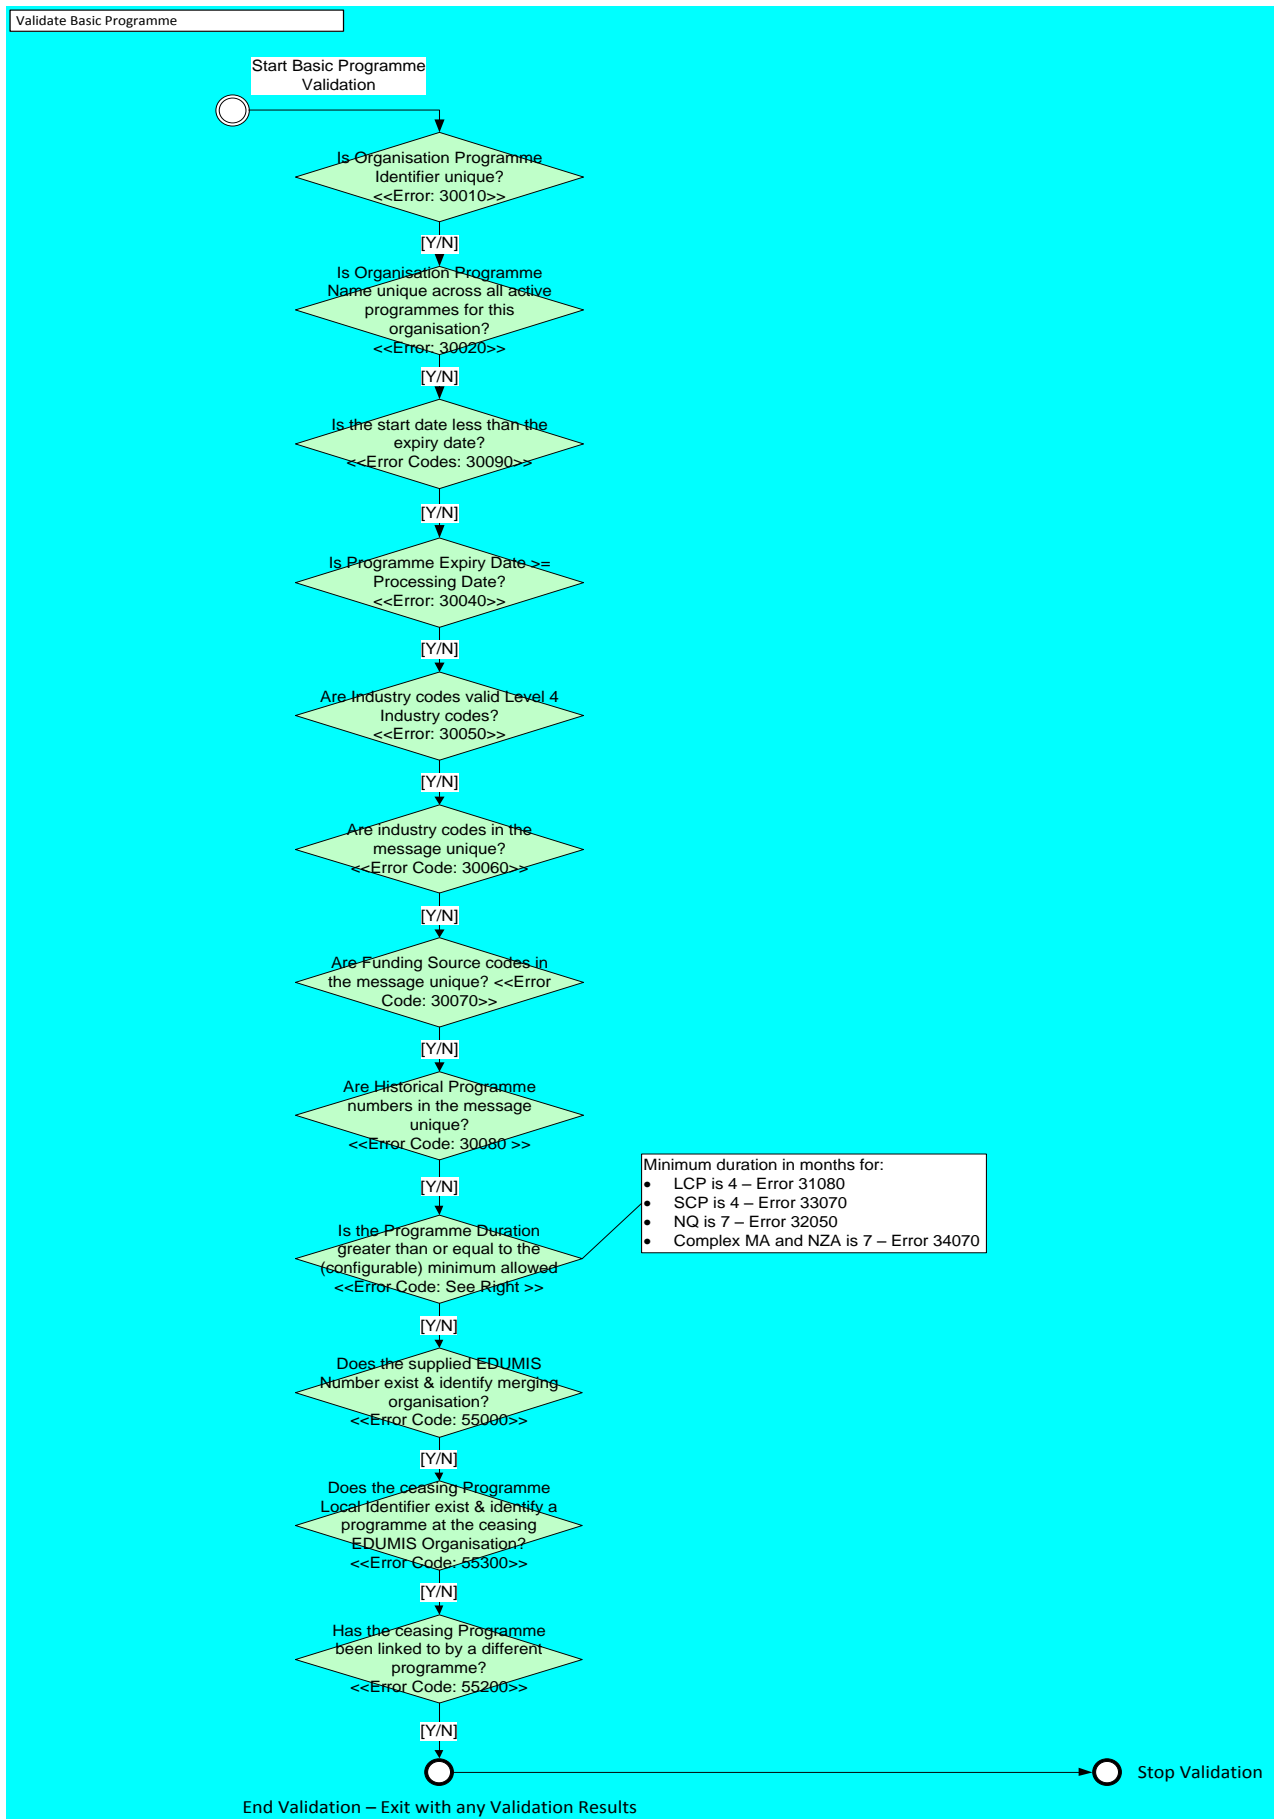 Validate Basic Programme
Start Basic Programme
Validation
Is Organisation Programme
Identifier unique?
<<Error: 30010>>
[Y/N]
Is Organisation Programme
Name unique across all active
programmes for this
organisation?
<<Error: 30020>>
[Y/N]
Is the start date less than the
expiry date?
<<Error Codes: 30090>>
[Y/N]
Is Programme Expiry Date >=
Processing Date?
<<Error: 30040>>
[Y/N]
Are Industry codes valid Level 4
Industry codes?
<<Error: 30050>>
[Y/N]
Are industry codes in the
message unique?
<<Error Code: 30060>>
[Y/N]
Are Funding Source codes in
the message unique? <<Error
Code: 30070>>
[Y/N]
Are Historical Programme
numbers in the message
unique?
<<Error Code: 30080 >>
[Y/N]
Is the Programme Duration
greater than or equal to the
(configurable) minimum allowed
<<Error Code: See Right >>
Minimum duration in months for:
• LCP is 4 – Error 31080
• SCP is 4 – Error 33070
• NQ is 7 – Error 32050
• Complex MA and NZA is 7 – Error 34070
[Y/N]
Does the supplied EDUMIS
Number exist & identify merging
organisation?
<<Error Code: 55000>>
[Y/N]
Does the ceasing Programme
Local Identifier exist & identify a
programme at the ceasing
EDUMIS Organisation?
<<Error Code: 55300>>
[Y/N]
Has the ceasing Programme
been linked to by a different
programme?
<<Error Code: 55200>>
[Y/N]
Stop Validation
End Validation – Exit with any Validation Results